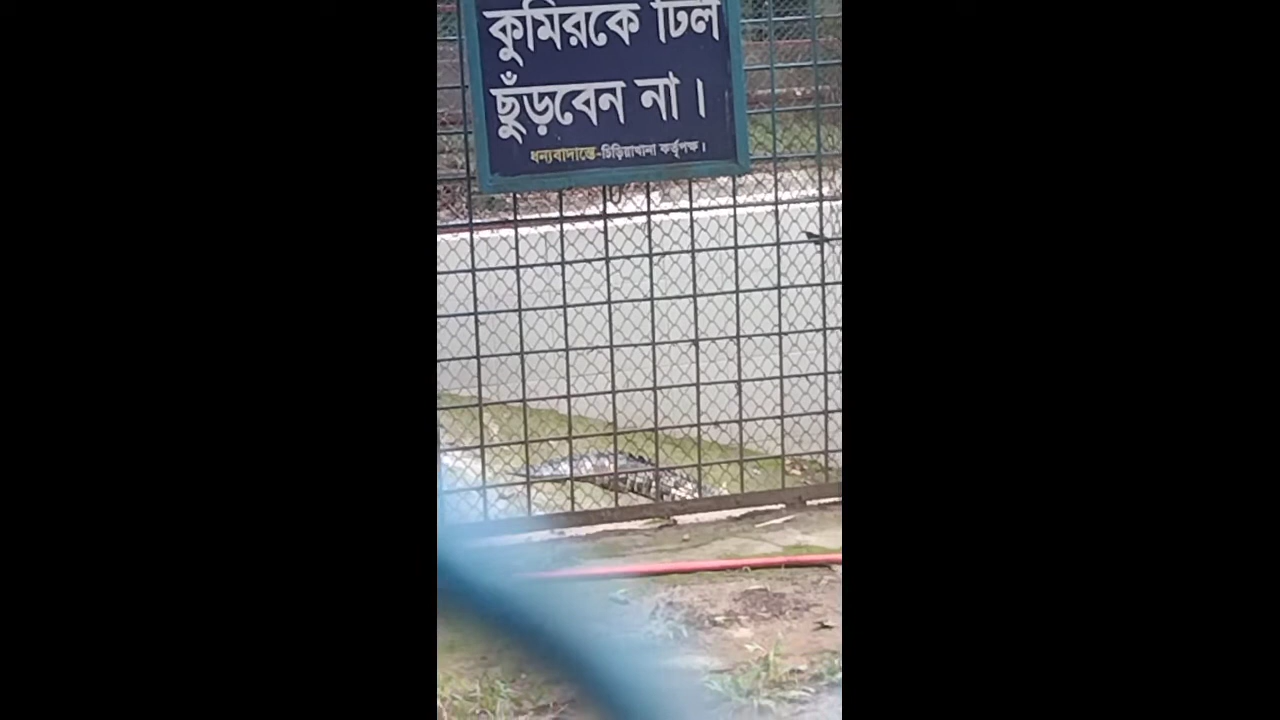 কুমিরকে ঢিল
ছুঁড়বেন না।
ধন্যবাদান্তে-চিড়িয়াখানা কর্তৃপক্ষ।